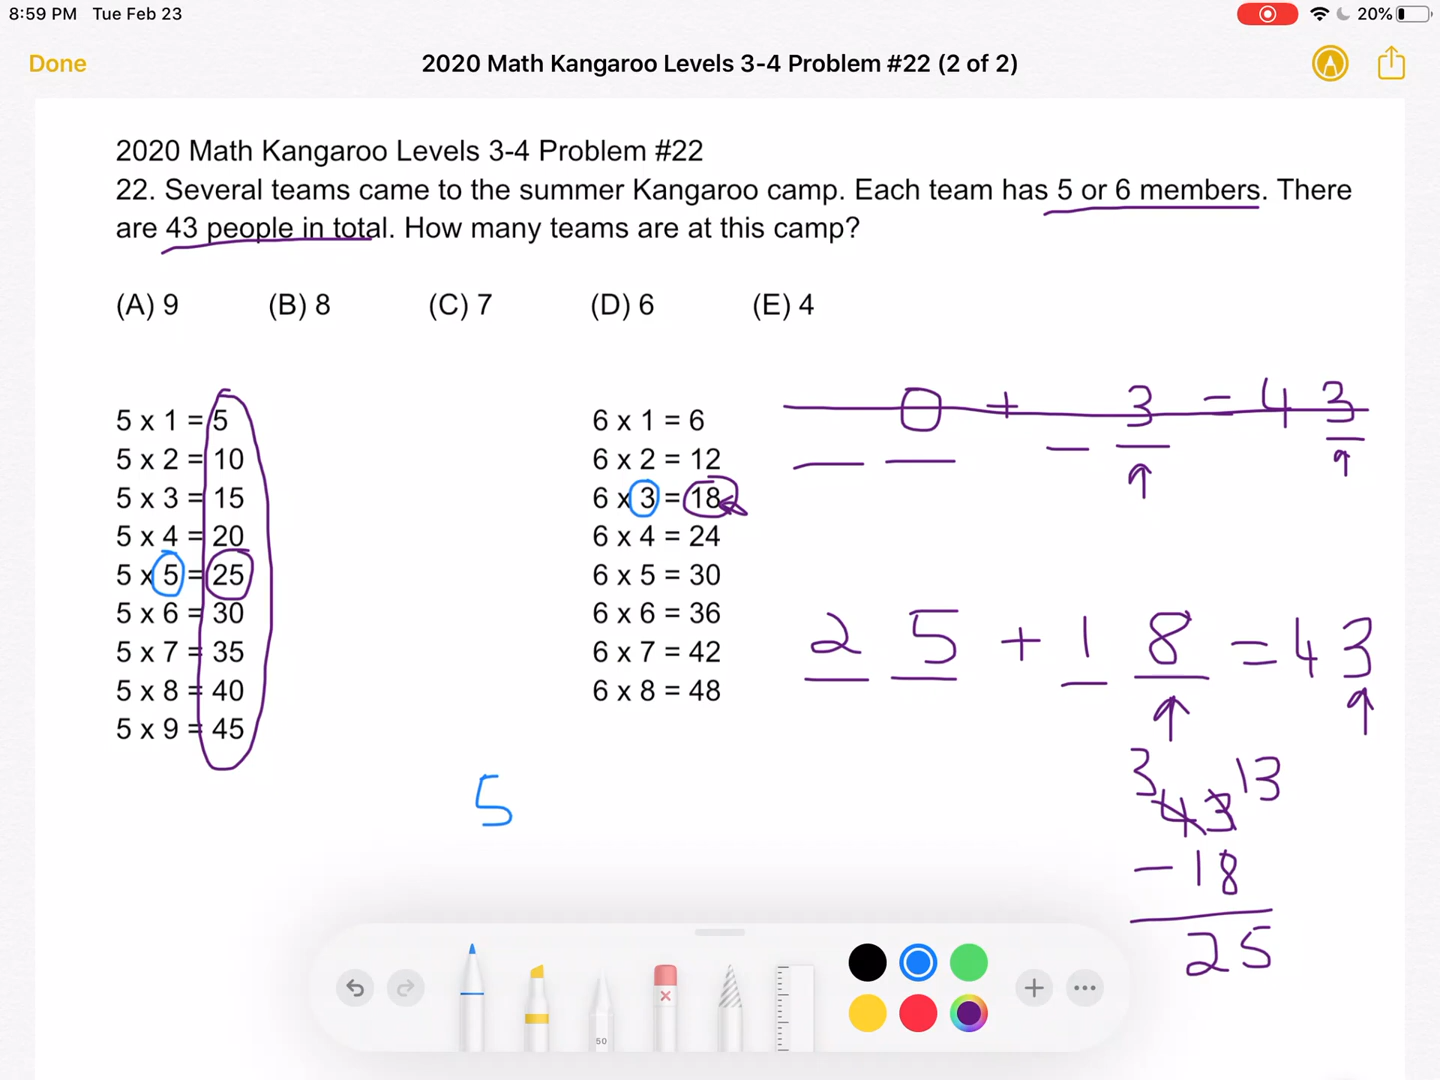 8:59 PM Tue Feb 23 20%
Done 2020 Math Kangaroo Levels 3-4 Problem #22 (2 of 2)
2020 Math Kangaroo Levels 3-4 Problem #22
22. Several teams came to the summer Kangaroo camp. Each team has 5 or 6 members. There
are 43 people in total. How many teams are at this camp?
(A) 9 (B) 8 (C) 7 (D) 6 (E) 4
5 x 1 = 5
5 x 2 = 10
5 x 3 = 15
5 x 4 = 20
5 x 5 = 25
5 x 6 = 30
5 x 7 = 35
5 x 8 = 40
5 x 9 = 45
6 x 1 = 6
6 x 2 = 12
6 x 3 = 18
6 x 4 = 24
6 x 5 = 30
6 x 6 = 36
6 x 7 = 42
6 x 8 = 48
0 + 3 = 43
25 + 18 = 43
3 13
43
- 18
25
5
50